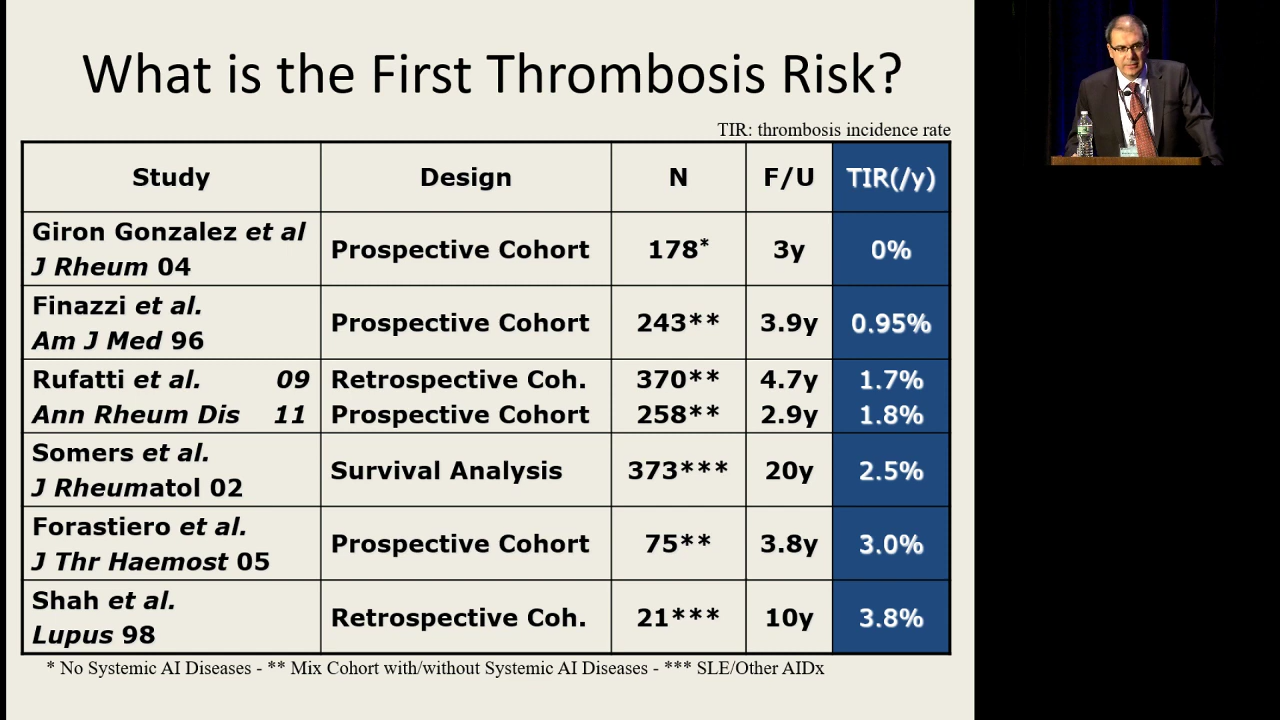 What is the First Thrombosis Risk?
TIR: thrombosis incidence rate
Study Design N F/U TIR(/y)
Giron Gonzalez et al
J Rheum 04
Prospective Cohort 178* 3y 0%
Finazzi et al.
Am J Med 96
Prospective Cohort 243** 3.9y 0.95%
Rufatti et al. 09 Retrospective Coh. 370** 4.7y 1.7%
Ann Rheum Dis 11 Prospective Cohort 258** 2.9y 1.8%
Somers et al.
J Rheumatol 02
Survival Analysis 373*** 20y 2.5%
Forastiero et al.
J Thr Haemost 05
Prospective Cohort 75** 3.8y 3.0%
Shah et al.
Lupus 98
Retrospective Coh. 21*** 10y 3.8%
* No Systemic AI Diseases - ** Mix Cohort with/without Systemic AI Diseases - *** SLE/Other AIDx